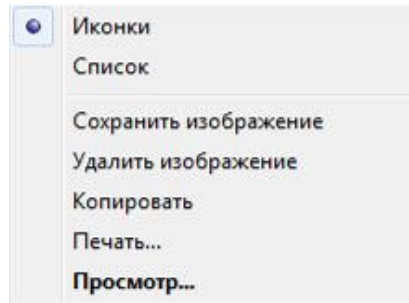 Иконки
Список
Сохранить изображение
Удалить изображение
Копировать
Печать...
Просмотр...